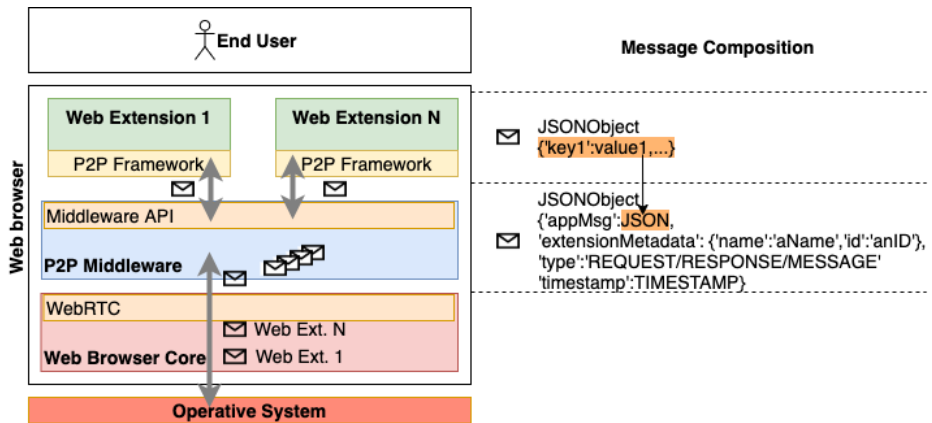 End User
Message Composition
Web browser
Web Extension 1
Web Extension N
P2P Framework
P2P Framework
Middleware API
P2P Middleware
WebRTC
Web Ext. N
Web Browser Core
Web Ext. 1
Operative System
JSONObject
{'key1':value1,...}
JSONObject
{'appMsg':JSON,
'extensionMetadata': {'name':'aName','id':'anID'},
'type':'REQUEST/RESPONSE/MESSAGE'
'timestamp':TIMESTAMP}